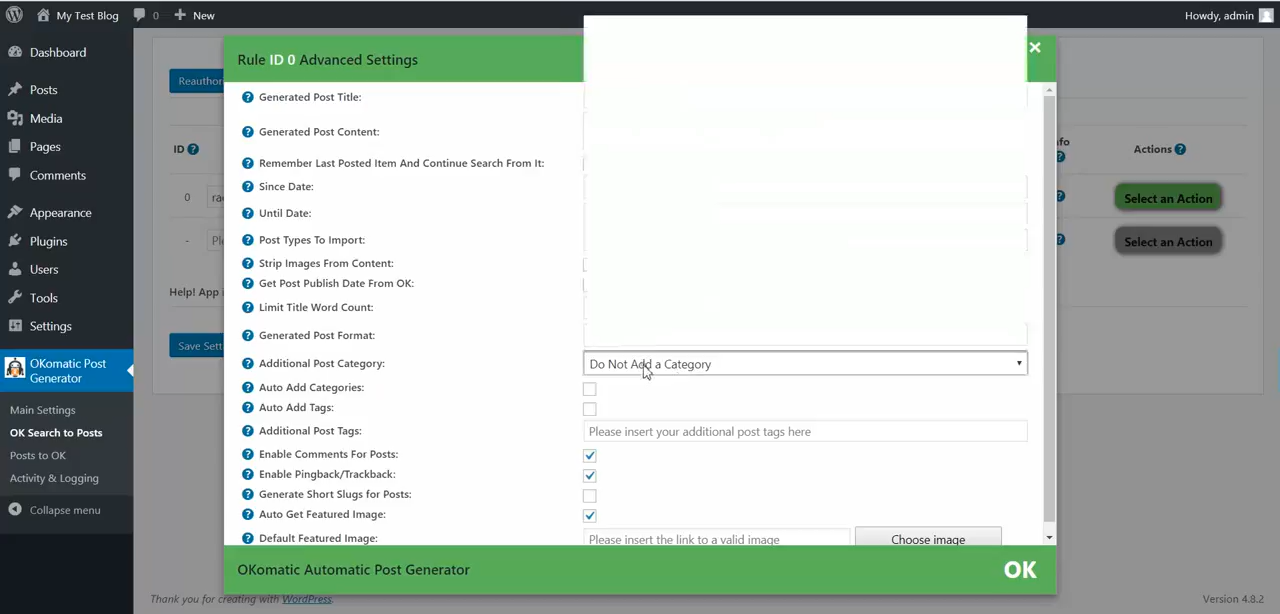 My Test Blog
0
New
Howdy, admin
Dashboard
Posts
Media
Pages
Comments
Appearance
Plugins
Users
Tools
Settings
OKomatic Post
Generator
Main Settings
OK Search to Posts
Posts to OK
Activity & Logging
Collapse menu
ID
Actions
0
Select an Action
-
Select an Action
Help! App i
Save Sett
Rule ID 0 Advanced Settings
Generated Post Title:
Generated Post Content:
Remember Last Posted Item And Continue Search From It:
Since Date:
Until Date:
Post Types To Import:
Strip Images From Content:
Get Post Publish Date From OK:
Limit Title Word Count:
Generated Post Format:
Additional Post Category:
Do Not Add a Category
Auto Add Categories:
Auto Add Tags:
Additional Post Tags:
Please insert your additional post tags here
Enable Comments For Posts:
Enable Pingback/Trackback:
Generate Short Slugs for Posts:
Auto Get Featured Image:
Default Featured Image:
Please insert the link to a valid image
Choose image
OKomatic Automatic Post Generator
OK
Thank you for creating with WordPress.
Version 4.8.2